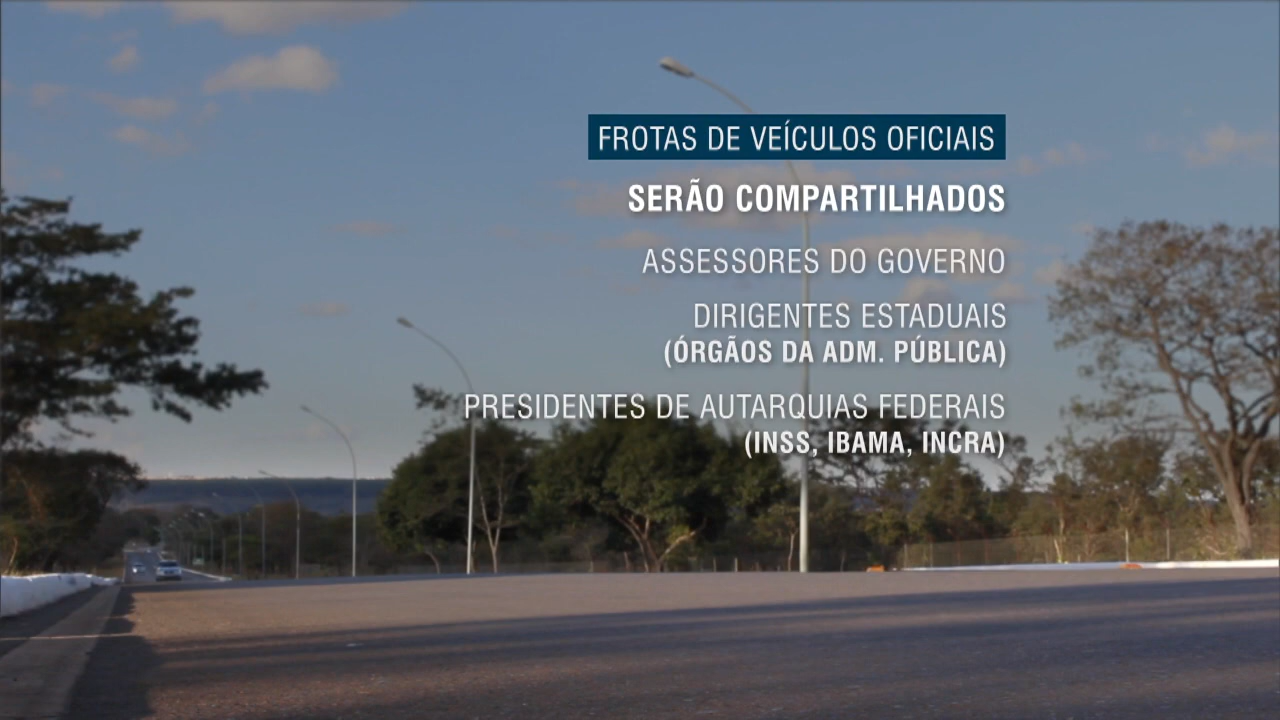 FROTAS DE VEÍCULOS OFICIAIS
SERÃO COMPARTILHADOS
ASSESSORES DO GOVERNO
DIRIGENTES ESTADUAIS
(ÓRGÃOS DA ADM. PÚBLICA)
PRESIDENTES DE AUTARQUIAS FEDERAIS
(INSS, IBAMA, INCRA)